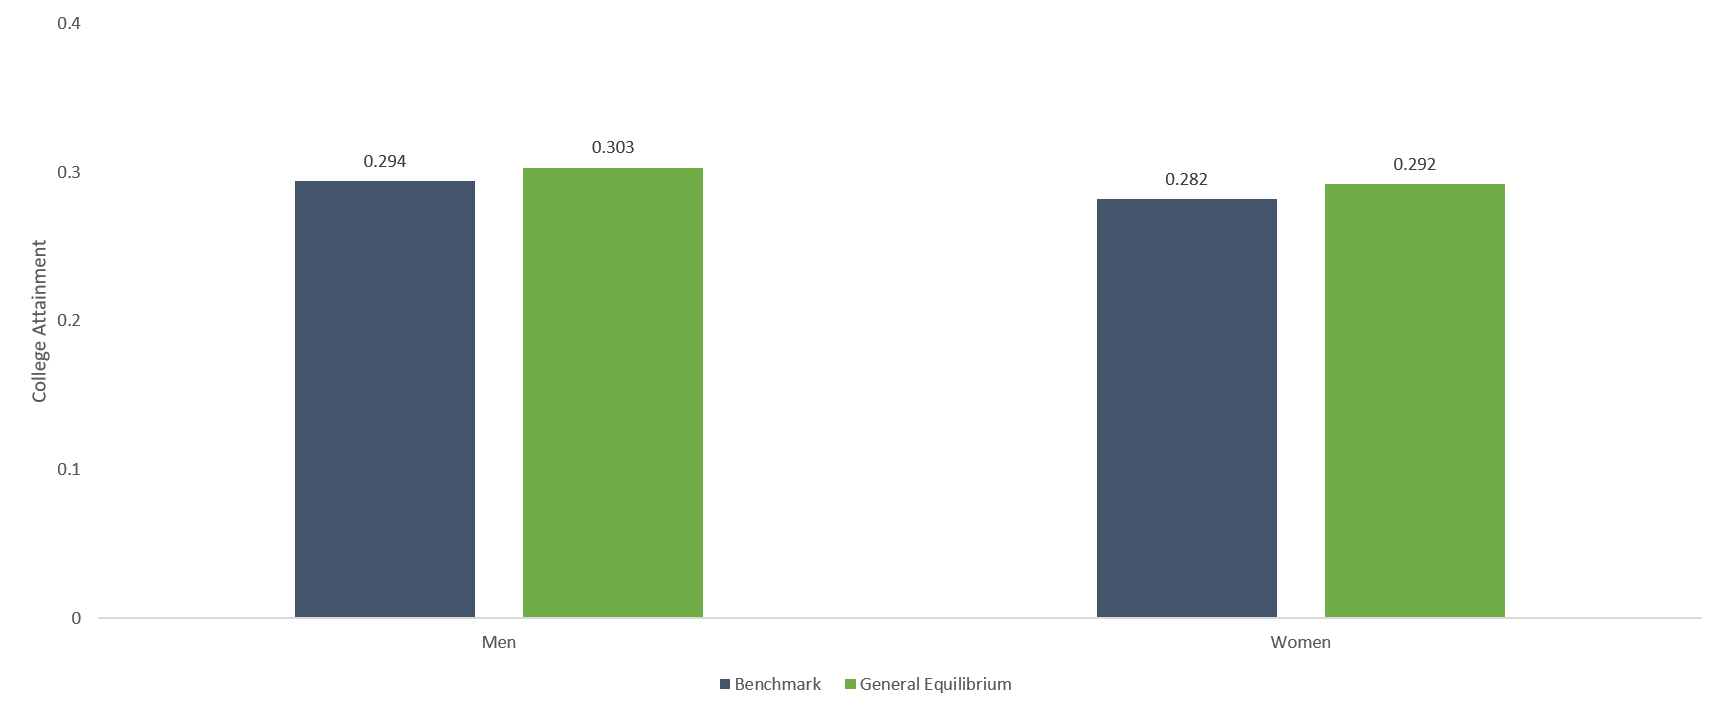 0.4
0.3
0.2
0.1
0
College Attainment
0.294
0.303
0.282
0.292
Men
Women
Benchmark
General Equilibrium